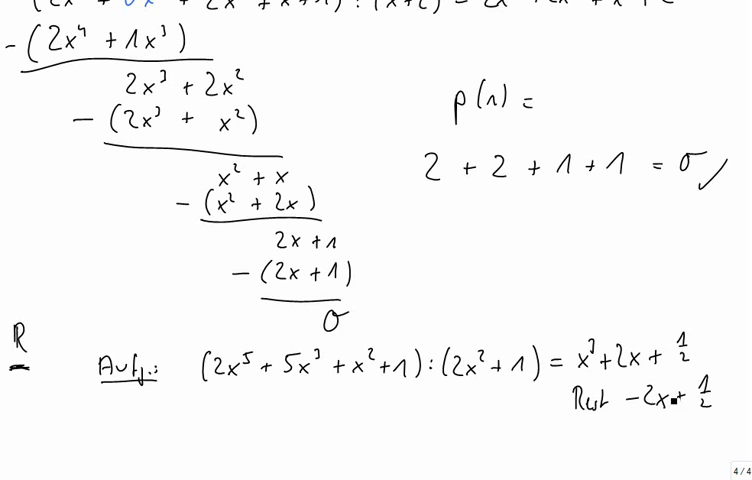 - (2x⁴ + 1x³)
2x³ + 2x²
- (2x³ + x²)
p(1) =
2 + 2 + 1 + 1 = 0 ✓
x² + x
- (x² + 2x)
2x + 1
- (2x + 1)
0
R
Aufg.: (2x⁵ + 5x³ + x² + 1) : (2x² + 1) = x³ + 2x + 1/2
Rest - 2x + 1/2
4 / 4